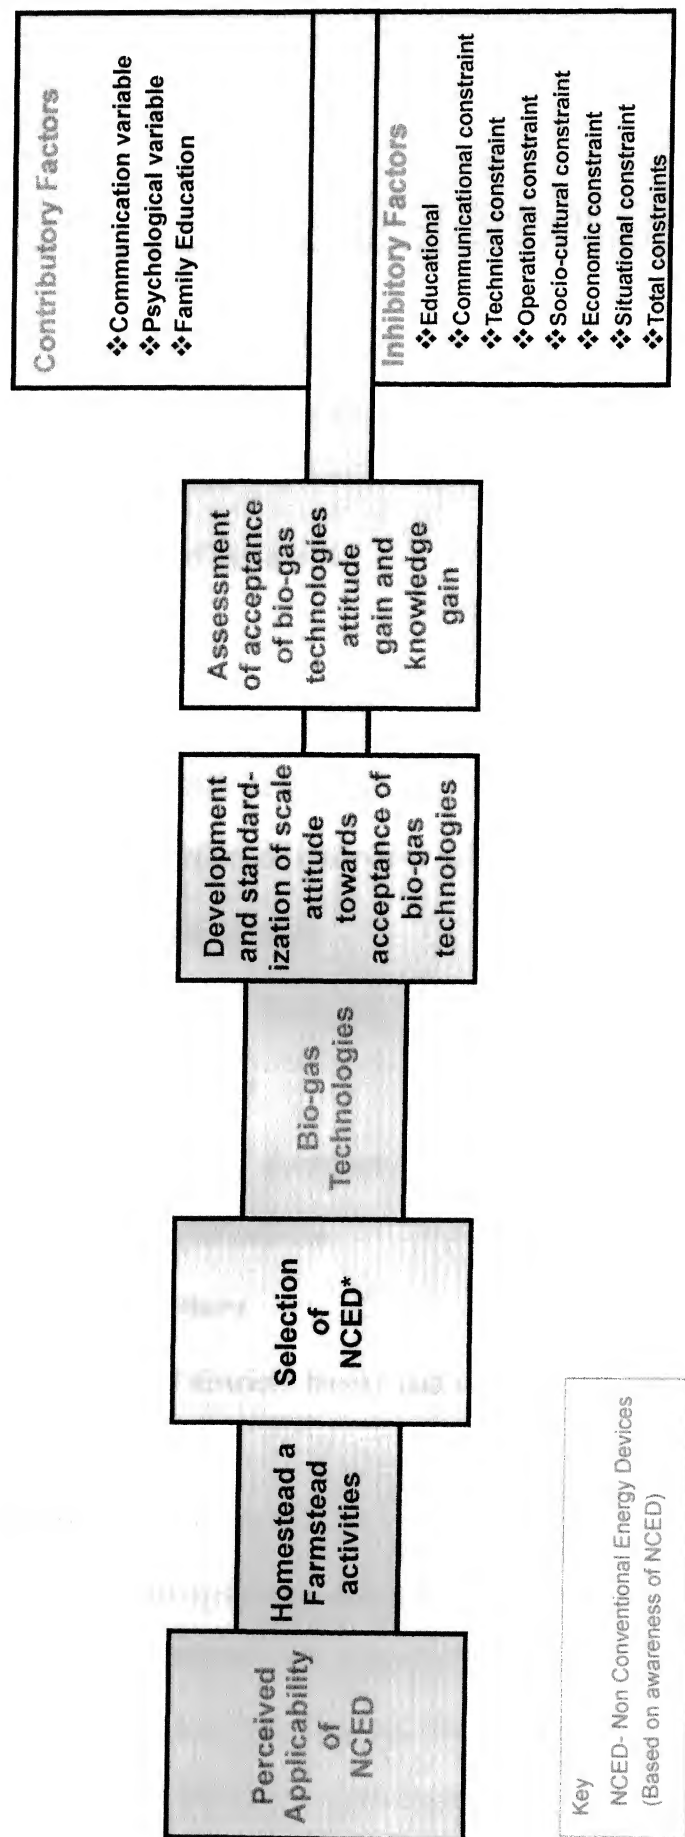 Perceived
Applicability
of
NCED
Homestead a
Farmstead
activities
Selection
of
NCED*
Bio-gas
Technologies
Development
and standard-
ization of scale
attitude
towards
acceptance of
bio-gas
technologies
Assessment
of acceptance
of bio-gas
technologies
attitude
gain and
knowledge
gain
Contributory Factors
❖Communication variable
❖Psychological variable
❖Family Education
Inhibitory Factors
❖Educational
❖Communicational constraint
❖Technical constraint
❖Operational constraint
❖Socio-cultural constraint
❖Economic constraint
❖Situational constraint
❖Total constraints
Key
NCED- Non Conventional Energy Devices
(Based on awareness of NCED)